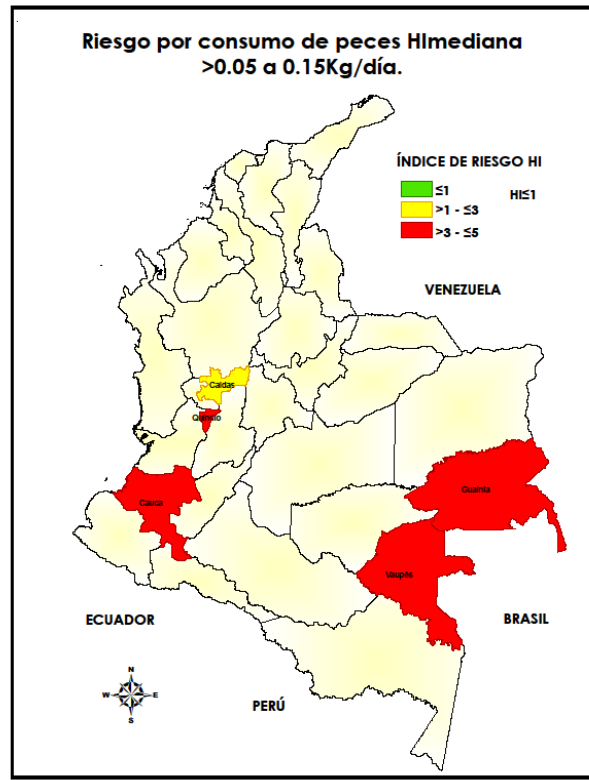 Riesgo por consumo de peces HImediana
>0.05 a 0.15Kg/día.
ÍNDICE DE RIESGO HI
≤1 HI≤1
>1 - ≤3
>3 - ≤5
VENEZUELA
Caldas
Quindio
Cauca
Guainía
Vaupés
ECUADOR
BRASIL
PERÚ
N
W E
S